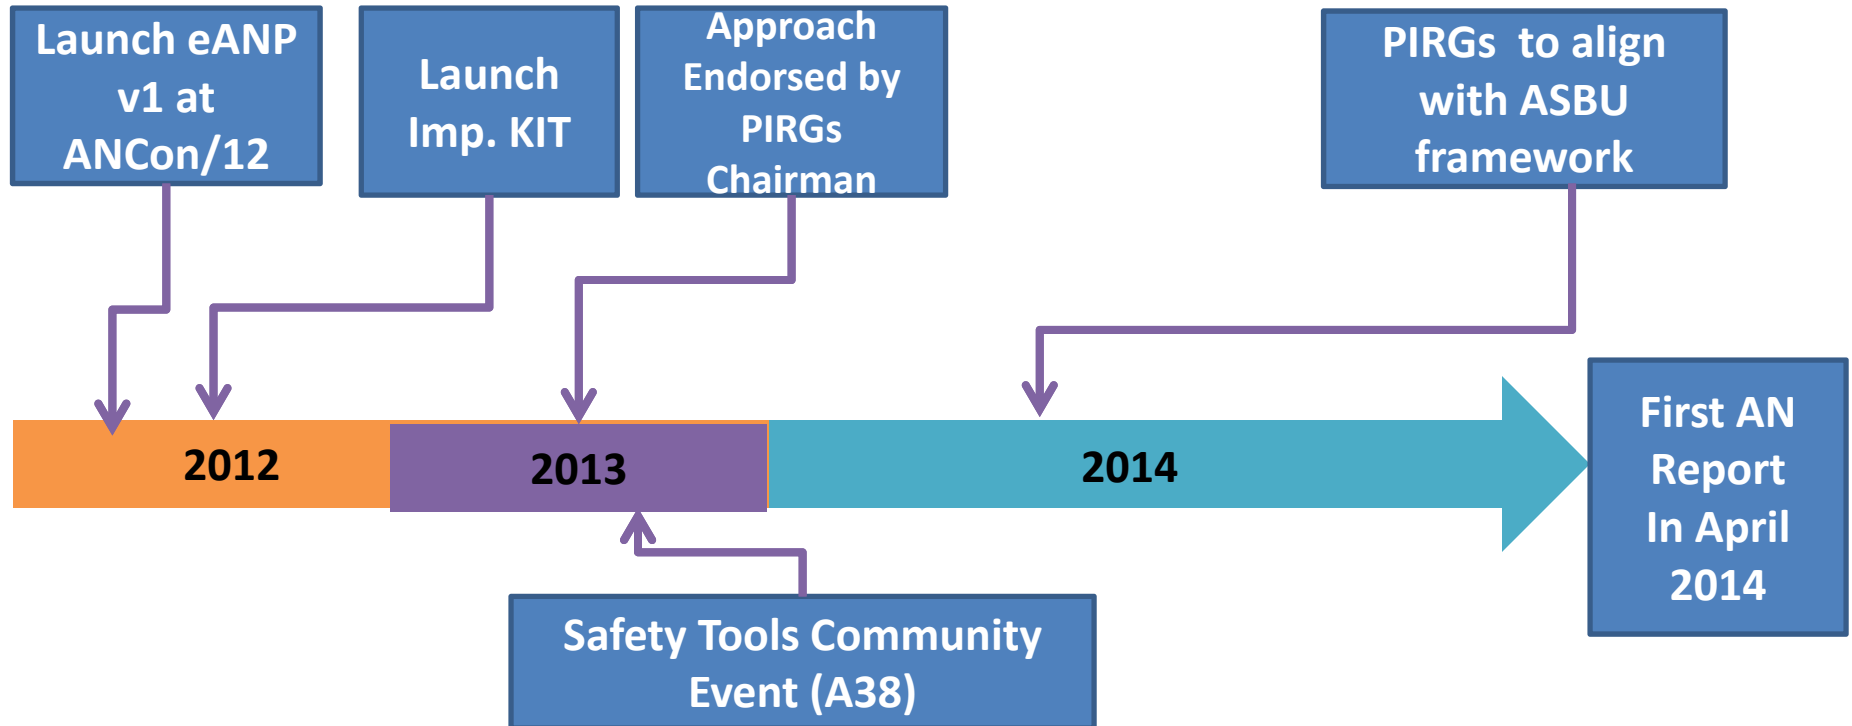 Launch eANP
v1 at
ANCon/12
Launch
Imp. KIT
Approach
Endorsed by
PIRGs
Chairman
PIRGs to align
with ASBU
framework
2012
2013
2014
First AN
Report
In April
2014
Safety Tools Community
Event (A38)